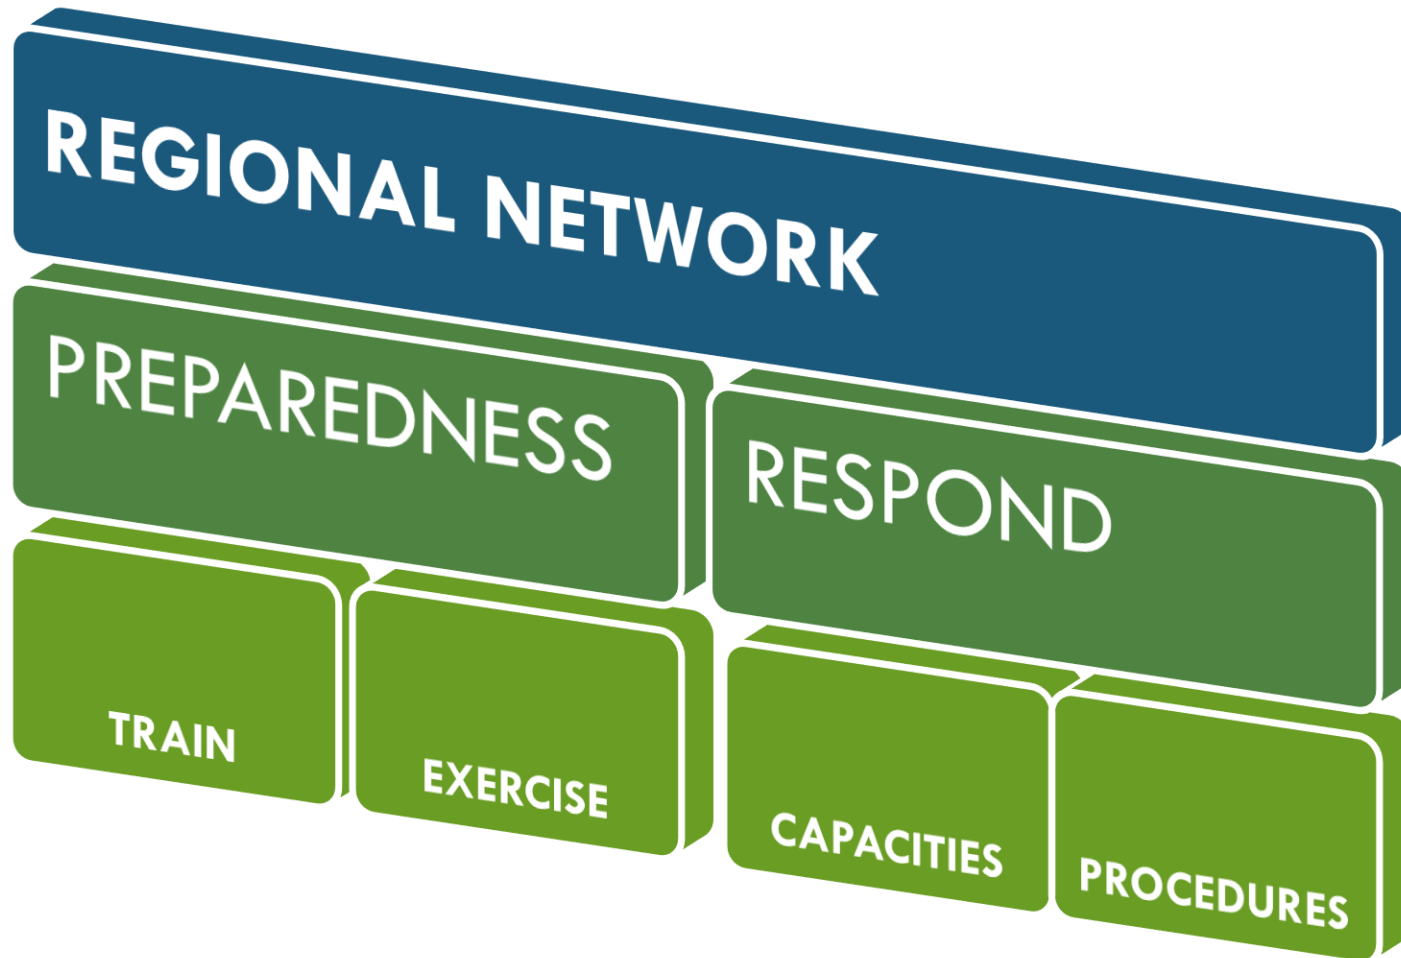 REGIONAL NETWORK
PREPAREDNESS
RESPOND
TRAIN
EXERCISE
CAPACITIES
PROCEDURES